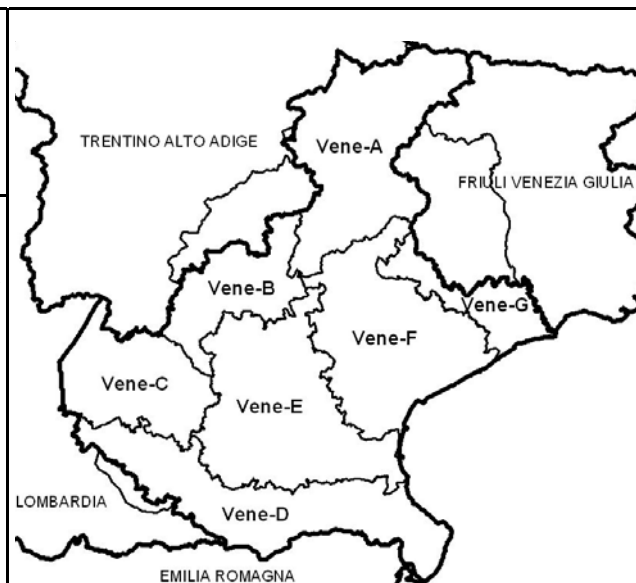 TRENTINO ALTO ADIGE
Vene-A
FRIULI VENEZIA GIULIA
Vene-B
Vene-G
Vene-F
Vene-C
Vene-E
LOMBARDIA
Vene-D
EMILIA ROMAGNA